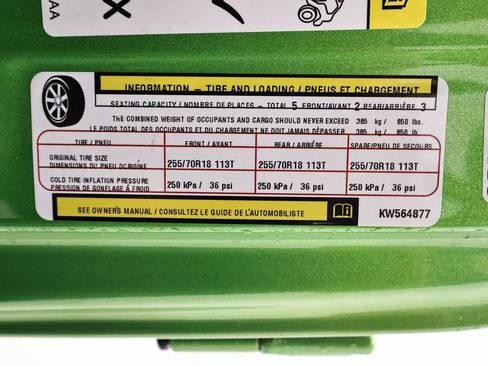 AA
INFORMATION – TIRE AND LOADING / PNEUS ET CHARGEMENT
SEATING CAPACITY / NOMBRE DE PLACES – TOTAL 5 FRONT/AVANT 2 REAR/ARRIÈRE 3
THE COMBINED WEIGHT OF OCCUPANTS AND CARGO SHOULD NEVER EXCEED 385 kg / 850 lbs.
LE POIDS TOTAL DES OCCUPANTS ET DU CHARGEMENT NE DOIT JAMAIS DÉPASSER 385 kg / 850 lb.
TIRE / PNEU FRONT / AVANT REAR / ARRIÈRE SPARE/PNEU DE SECOURS
ORIGINAL TIRE SIZE
DIMENSIONS DU PNEU D'ORIGINE 255/70R18 113T 255/70R18 113T 255/70R18 113T
COLD TIRE INFLATION PRESSURE
PRESSION DE GONFLAGE À FROID 250 kPa / 36 psi 250 kPa / 36 psi 250 kPa / 36 psi
SEE OWNERS MANUAL / CONSULTEZ LE GUIDE DE L'AUTOMOBILISTE KW564877